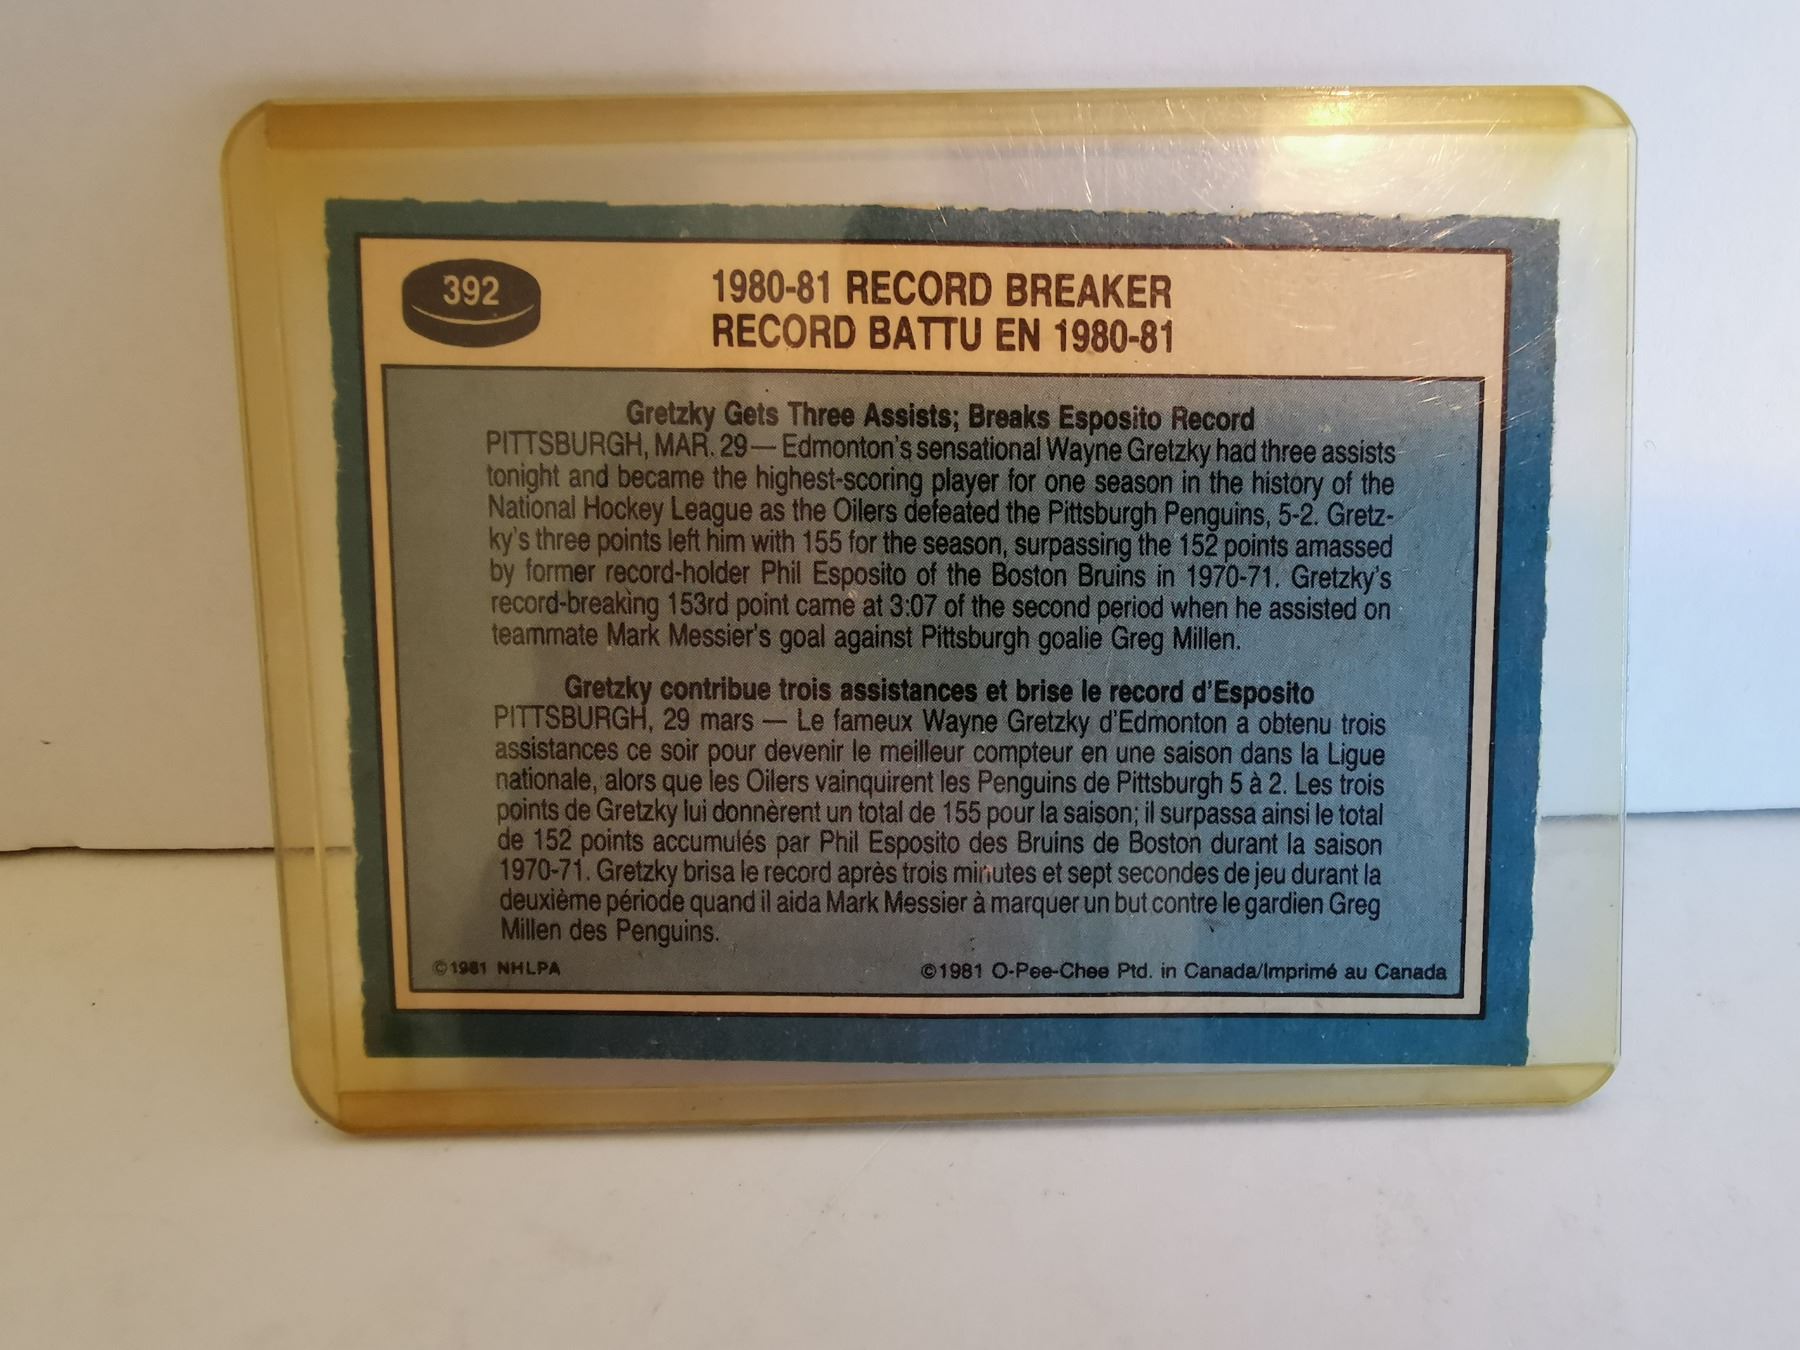 392
1980-81 RECORD BREAKER
RECORD BATTU EN 1980-81
Gretzky Gets Three Assists; Breaks Esposito Record
PITTSBURGH, MAR. 29— Edmonton's sensational Wayne Gretzky had three assists
tonight and became the highest-scoring player for one season in the history of the
National Hockey League as the Oilers defeated the Pittsburgh Penguins, 5-2. Gretz-
ky's three points left him with 155 for the season, surpassing the 152 points amassed
by former record-holder Phil Esposito of the Boston Bruins in 1970-71. Gretzky's
record-breaking 153rd point came at 3:07 of the second period when he assisted on
teammate Mark Messier's goal against Pittsburgh goalie Greg Millen.
Gretzky contribue trois assistances et brise le record d'Esposito
PITTSBURGH, 29 mars — Le fameux Wayne Gretzky d'Edmonton a obtenu trois
assistances ce soir pour devenir le meilleur compteur en une saison dans la Ligue
nationale, alors que les Oilers vainquirent les Penguins de Pittsburgh 5 à 2. Les trois
points de Gretzky lui donnèrent un total de 155 pour la saison; il surpassa ainsi le total
de 152 points accumulés par Phil Esposito des Bruins de Boston durant la saison
1970-71. Gretzky brisa le record après trois minutes et sept secondes de jeu durant la
deuxième période quand il aida Mark Messier à marquer un but contre le gardien Greg
Millen des Penguins.
©1981 NHLPA
©1981 O-Pee-Chee Ptd. in Canada/Imprimé au Canada